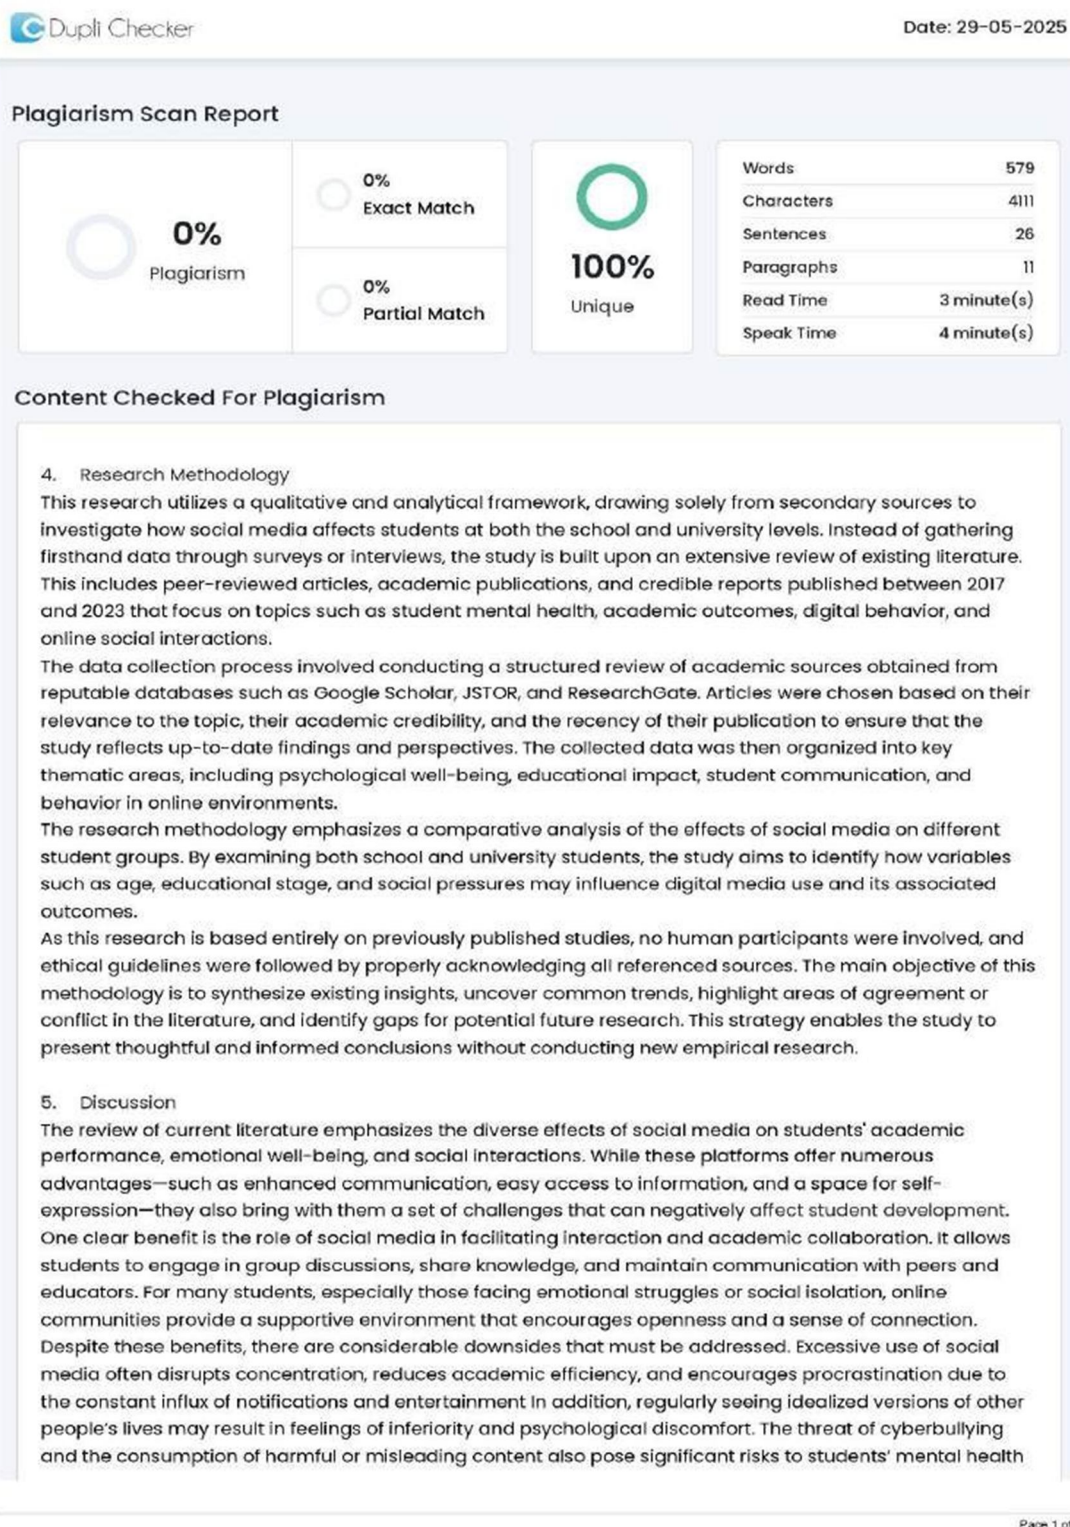 Dupli Checker
Date: 29-05-2025
Plagiarism Scan Report
0%
Plagiarism
0%
Exact Match
0%
Partial Match
100%
Unique
Words 579
Characters 4111
Sentences 26
Paragraphs 11
Read Time 3 minute(s)
Speak Time 4 minute(s)
Content Checked For Plagiarism
4. Research Methodology
This research utilizes a qualitative and analytical framework, drawing solely from secondary sources to
investigate how social media affects students at both the school and university levels. Instead of gathering
firsthand data through surveys or interviews, the study is built upon an extensive review of existing literature.
This includes peer-reviewed articles, academic publications, and credible reports published between 2017
and 2023 that focus on topics such as student mental health, academic outcomes, digital behavior, and
online social interactions.
The data collection process involved conducting a structured review of academic sources obtained from
reputable databases such as Google Scholar, JSTOR, and ResearchGate. Articles were chosen based on their
relevance to the topic, their academic credibility, and the recency of their publication to ensure that the
study reflects up-to-date findings and perspectives. The collected data was then organized into key
thematic areas, including psychological well-being, educational impact, student communication, and
behavior in online environments.
The research methodology emphasizes a comparative analysis of the effects of social media on different
student groups. By examining both school and university students, the study aims to identify how variables
such as age, educational stage, and social pressures may influence digital media use and its associated
outcomes.
As this research is based entirely on previously published studies, no human participants were involved, and
ethical guidelines were followed by properly acknowledging all referenced sources. The main objective of this
methodology is to synthesize existing insights, uncover common trends, highlight areas of agreement or
conflict in the literature, and identify gaps for potential future research. This strategy enables the study to
present thoughtful and informed conclusions without conducting new empirical research.
5. Discussion
The review of current literature emphasizes the diverse effects of social media on students' academic
performance, emotional well-being, and social interactions. While these platforms offer numerous
advantages—such as enhanced communication, easy access to information, and a space for self-
expression—they also bring with them a set of challenges that can negatively affect student development.
One clear benefit is the role of social media in facilitating interaction and academic collaboration. It allows
students to engage in group discussions, share knowledge, and maintain communication with peers and
educators. For many students, especially those facing emotional struggles or social isolation, online
communities provide a supportive environment that encourages openness and a sense of connection.
Despite these benefits, there are considerable downsides that must be addressed. Excessive use of social
media often disrupts concentration, reduces academic efficiency, and encourages procrastination due to
the constant influx of notifications and entertainment In addition, regularly seeing idealized versions of other
people's lives may result in feelings of inferiority and psychological discomfort. The threat of cyberbullying
and the consumption of harmful or misleading content also pose significant risks to students' mental health
Page 1 of